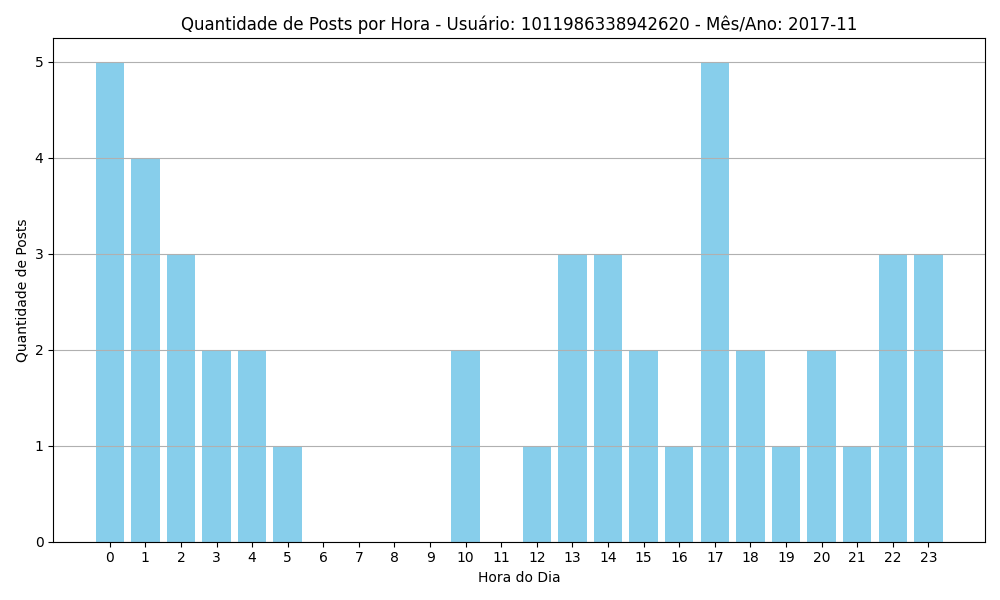 Quantidade de Posts por Hora - Usuário: 1011986338942620 - Mês/Ano: 2017-11
5
4
3
2
1
0
Quantidade de Posts
0 1 2 3 4 5 6 7 8 9 10 11 12 13 14 15 16 17 18 19 20 21 22 23
Hora do Dia